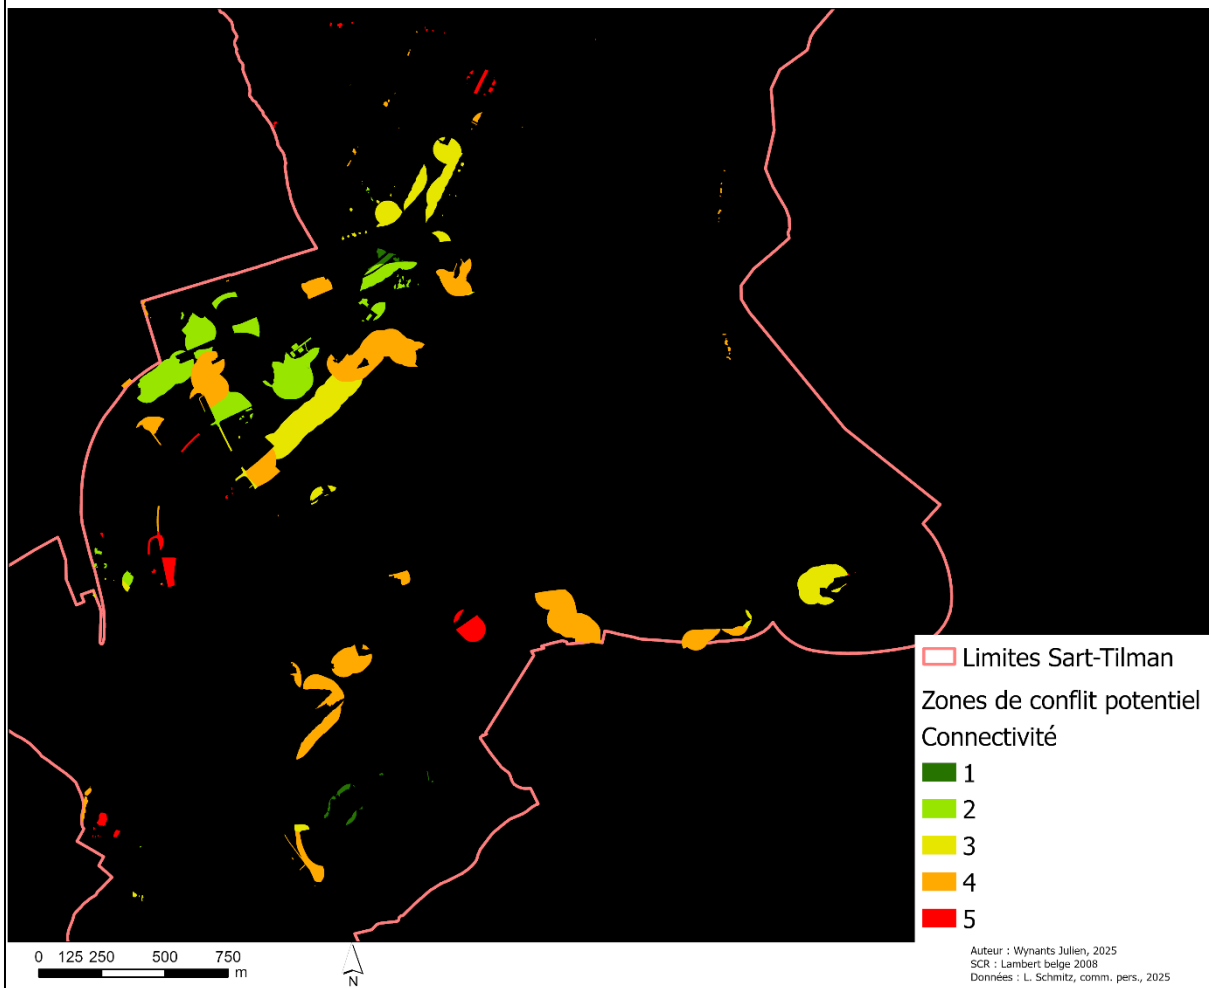 Limites Sart-Tilman
Zones de conflit potentiel
Connectivité
1
2
3
4
5
0 125 250 500 750
m
N
Auteur : Wynants Julien, 2025
SCR : Lambert belge 2008
Données : L. Schmitz, comm. pers., 2025